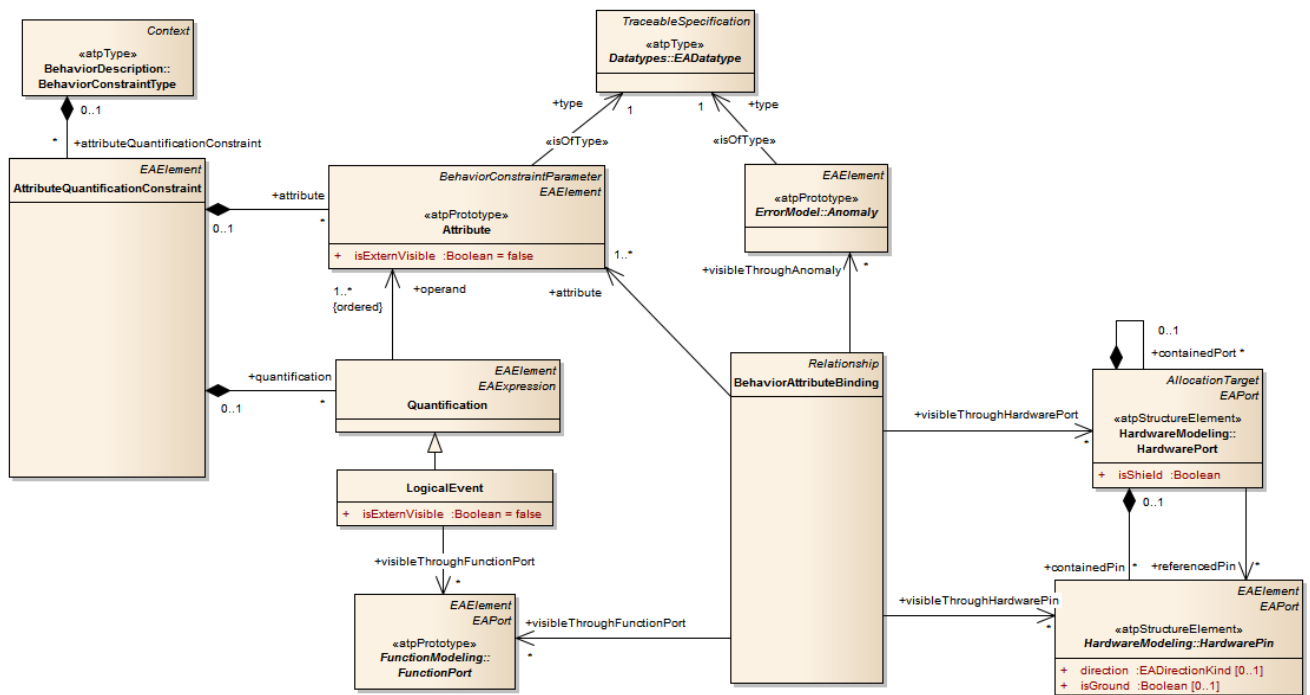 Context
«atpType»
BehaviorDescription::
BehaviorConstraintType
0..1
*
+attributeQuantificationConstraint
EAElement
AttributeQuantificationConstraint
TraceableSpecification
«atpType»
Datatypes::EADatatype
+type
1
1
+type
«isOfType»
«isOfType»
+attribute
0..1
*
BehaviorConstraintParameter
EAElement
«atpPrototype»
Attribute
+ isExternVisible :Boolean = false
EAElement
«atpPrototype»
ErrorModel::Anomaly
1..*
{ordered}
+operand
1..*
+attribute
+visibleThroughAnomaly
*
+quantification
0..1
*
EAElement
EAExpression
Quantification
LogicalEvent
+ isExternVisible :Boolean = false
+visibleThroughFunctionPort
*
EAElement
EAPort
«atpPrototype»
FunctionModeling::
FunctionPort
+visibleThroughFunctionPort
*
Relationship
BehaviorAttributeBinding
0..1
+containedPort *
+visibleThroughHardwarePort
*
AllocationTarget
EAPort
«atpStructureElement»
HardwareModeling::
HardwarePort
+ isShield :Boolean
0..1
+containedPin *
+referencedPin *
+visibleThroughHardwarePin
*
EAElement
EAPort
«atpStructureElement»
HardwareModeling::HardwarePin
+ direction :EADirectionKind [0..1]
+ isGround :Boolean [0..1]